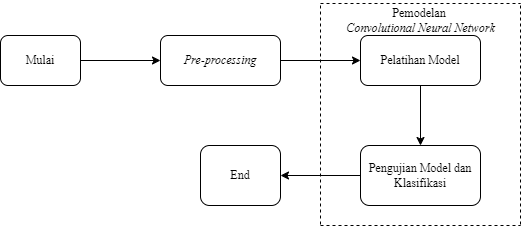 Pemodelan
Convolutional Neural Network
Mulai
Pre-processing
Pelatihan Model
End
Pengujian Model dan
Klasifikasi